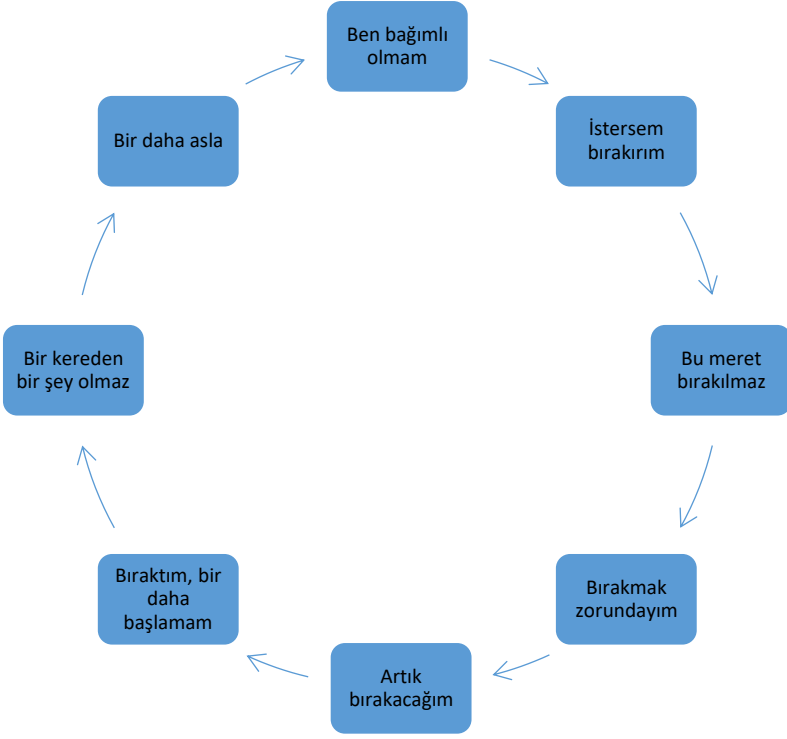 Ben bağımlı
olmam
İstersem
bırakırım
Bu meret
bırakılmaz
Bırakmak
zorundayım
Artık
bırakacağım
Bıraktım, bir
daha
başlamam
Bir kereden
bir şey olmaz
Bir daha asla